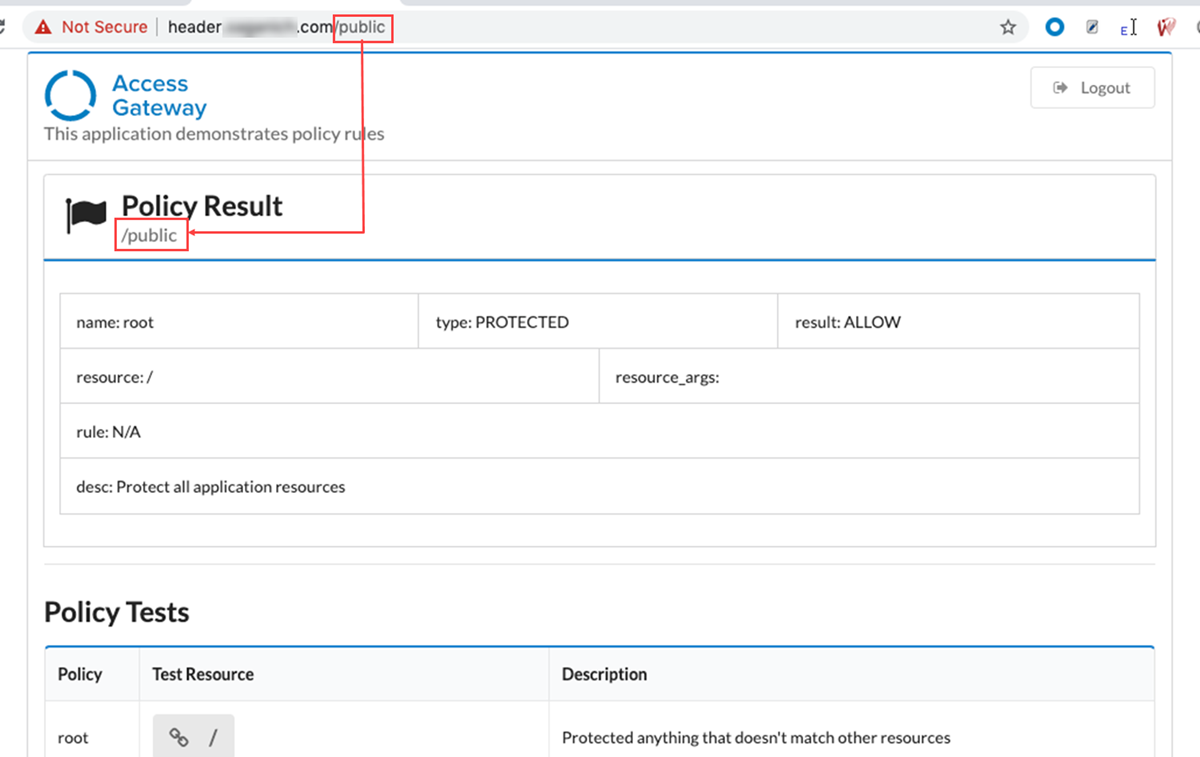 Not Secure header .com/public
Access
Gateway
Logout
This application demonstrates policy rules
Policy Result
/public
name: root type: PROTECTED result: ALLOW
resource: / resource_args:
rule: N/A
desc: Protect all application resources
Policy Tests
Policy Test Resource Description
root / Protected anything that doesn't match other resources